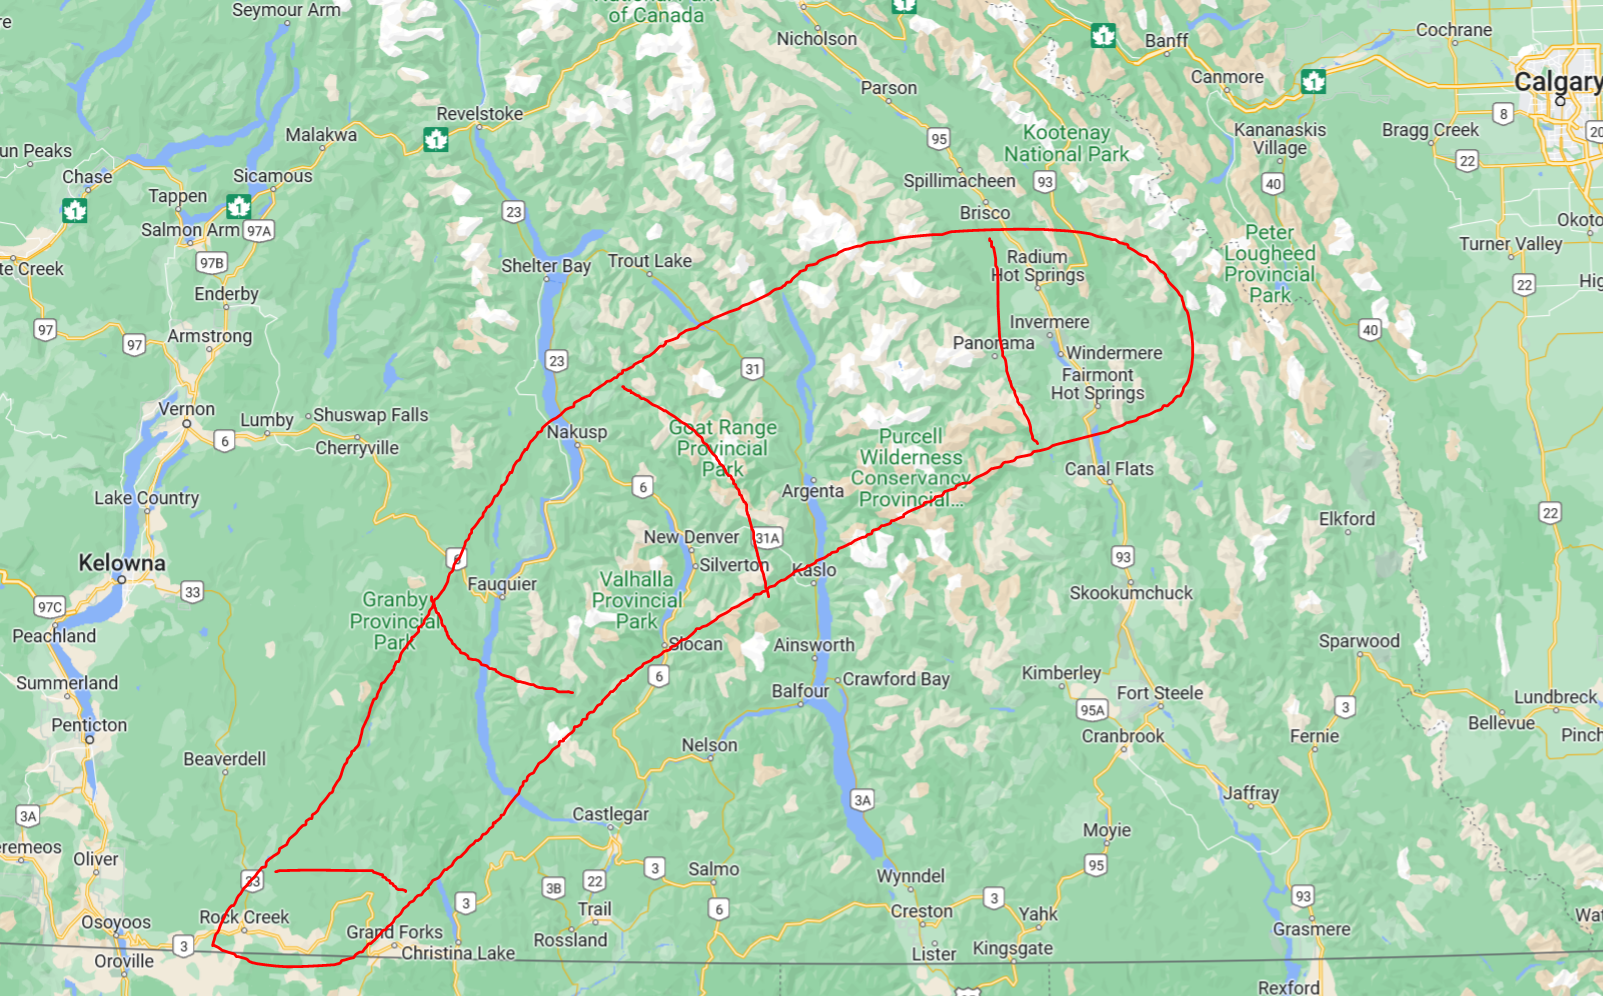 Seymour Arm
of Canada
Nicholson
1
1
Banff
Cochrane
Canmore
1
Calgary
Parson
Revelstoke
Malakwa
1
95
Kootenay
National Park
Kananaskis
Village
Bragg Creek
8
20
22
un Peaks
Chase
Tappen
Sicamous
Spillimacheen
93
40
1
1
23
Brisco
Salmon Arm
97A
Okoto
Peter
Lougheed
Provincial
Park
Turner Valley
97B
te Creek
Shelter Bay
Trout Lake
Radium
Hot Springs
22
Hig
Enderby
97
97
Armstrong
Invermere
40
Panorama
Windermere
23
31
Fairmont
Hot Springs
Vernon
Lumby
Shuswap Falls
6
Cherryville
Nakusp
Goat Range
Provincial
Park
Purcell
Wilderness
Conservancy
Provincial...
Canal Flats
Lake Country
6
Argenta
22
Elkford
New Denver
31A
Kelowna
Silverton
Kaslo
93
6
Fauquier
33
Valhalla
Provincial
Park
Granby
Provincial
Park
Skookumchuck
97C
Peachland
Slocan
Ainsworth
Sparwood
6
Summerland
Balfour
Crawford Bay
Kimberley
Fort Steele
Lundbreck
95A
3
Bellevue
Penticton
Cranbrook
Fernie
Pinch
Nelson
Beaverdell
3A
3A
Castlegar
Jaffray
Moyie
eremeos
Oliver
95
Salmo
3
33
3B
22
Wynndel
93
3
6
3
Trail
Creston
Yahk
Rock Creek
Osoyoos
Grand Forks
Rossland
Grasmere
Wat
3
Christina Lake
Lister
Kingsgate
Oroville
Rexford